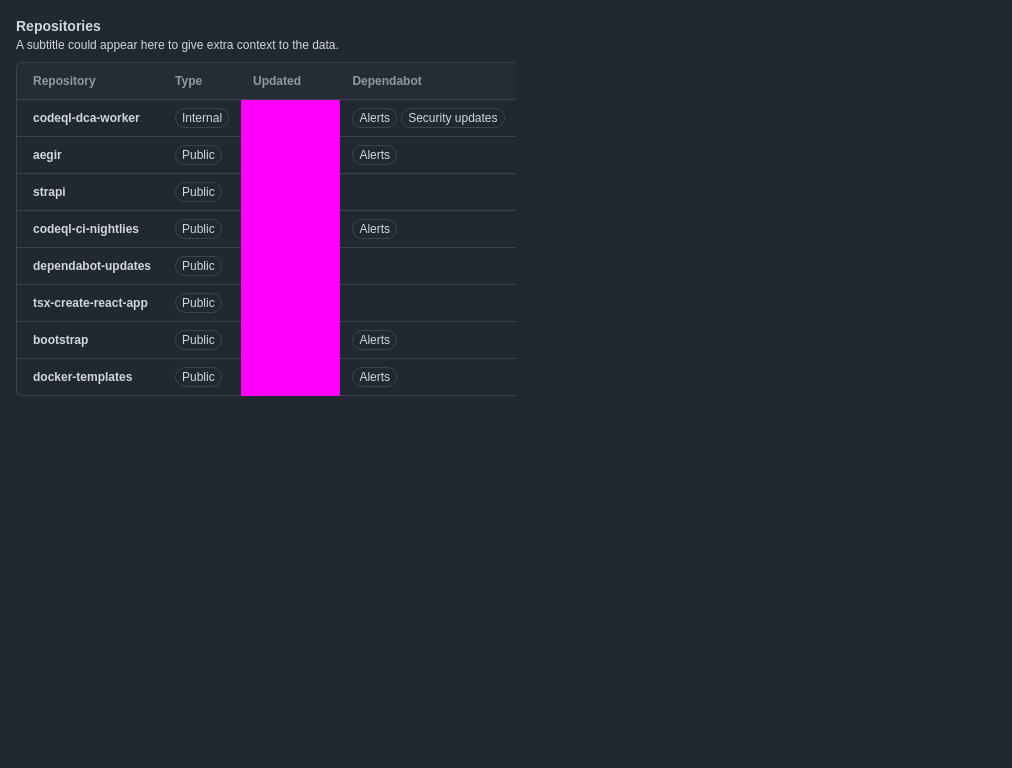 Repositories
A subtitle could appear here to give extra context to the data.
Repository Type Updated Dependabot
codeql-dca-worker Internal Alerts Security updates
aegir Public Alerts
strapi Public
codeql-ci-nightlies Public Alerts
dependabot-updates Public
tsx-create-react-app Public
bootstrap Public Alerts
docker-templates Public Alerts